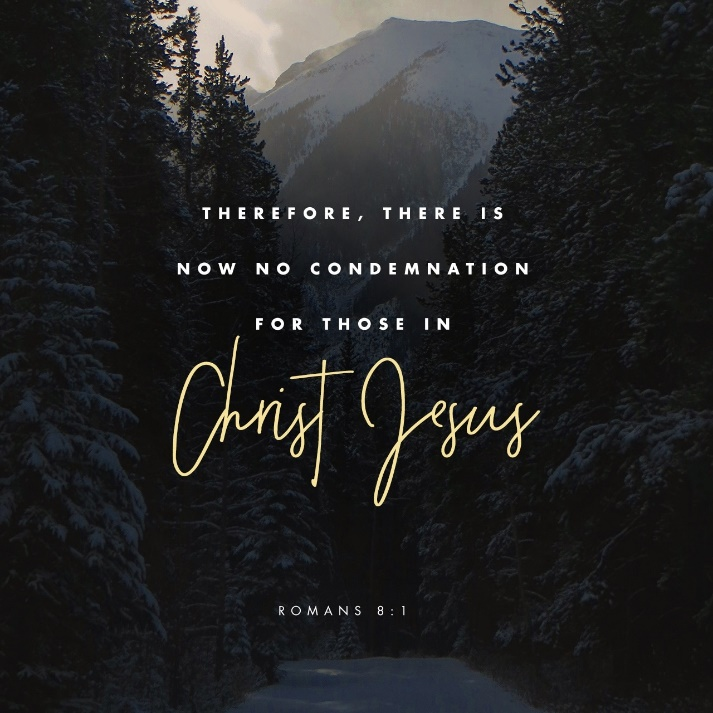 THEREFORE, THERE IS
NOW NO CONDEMNATION
FOR THOSE IN
Christ Jesus
ROMANS 8:1